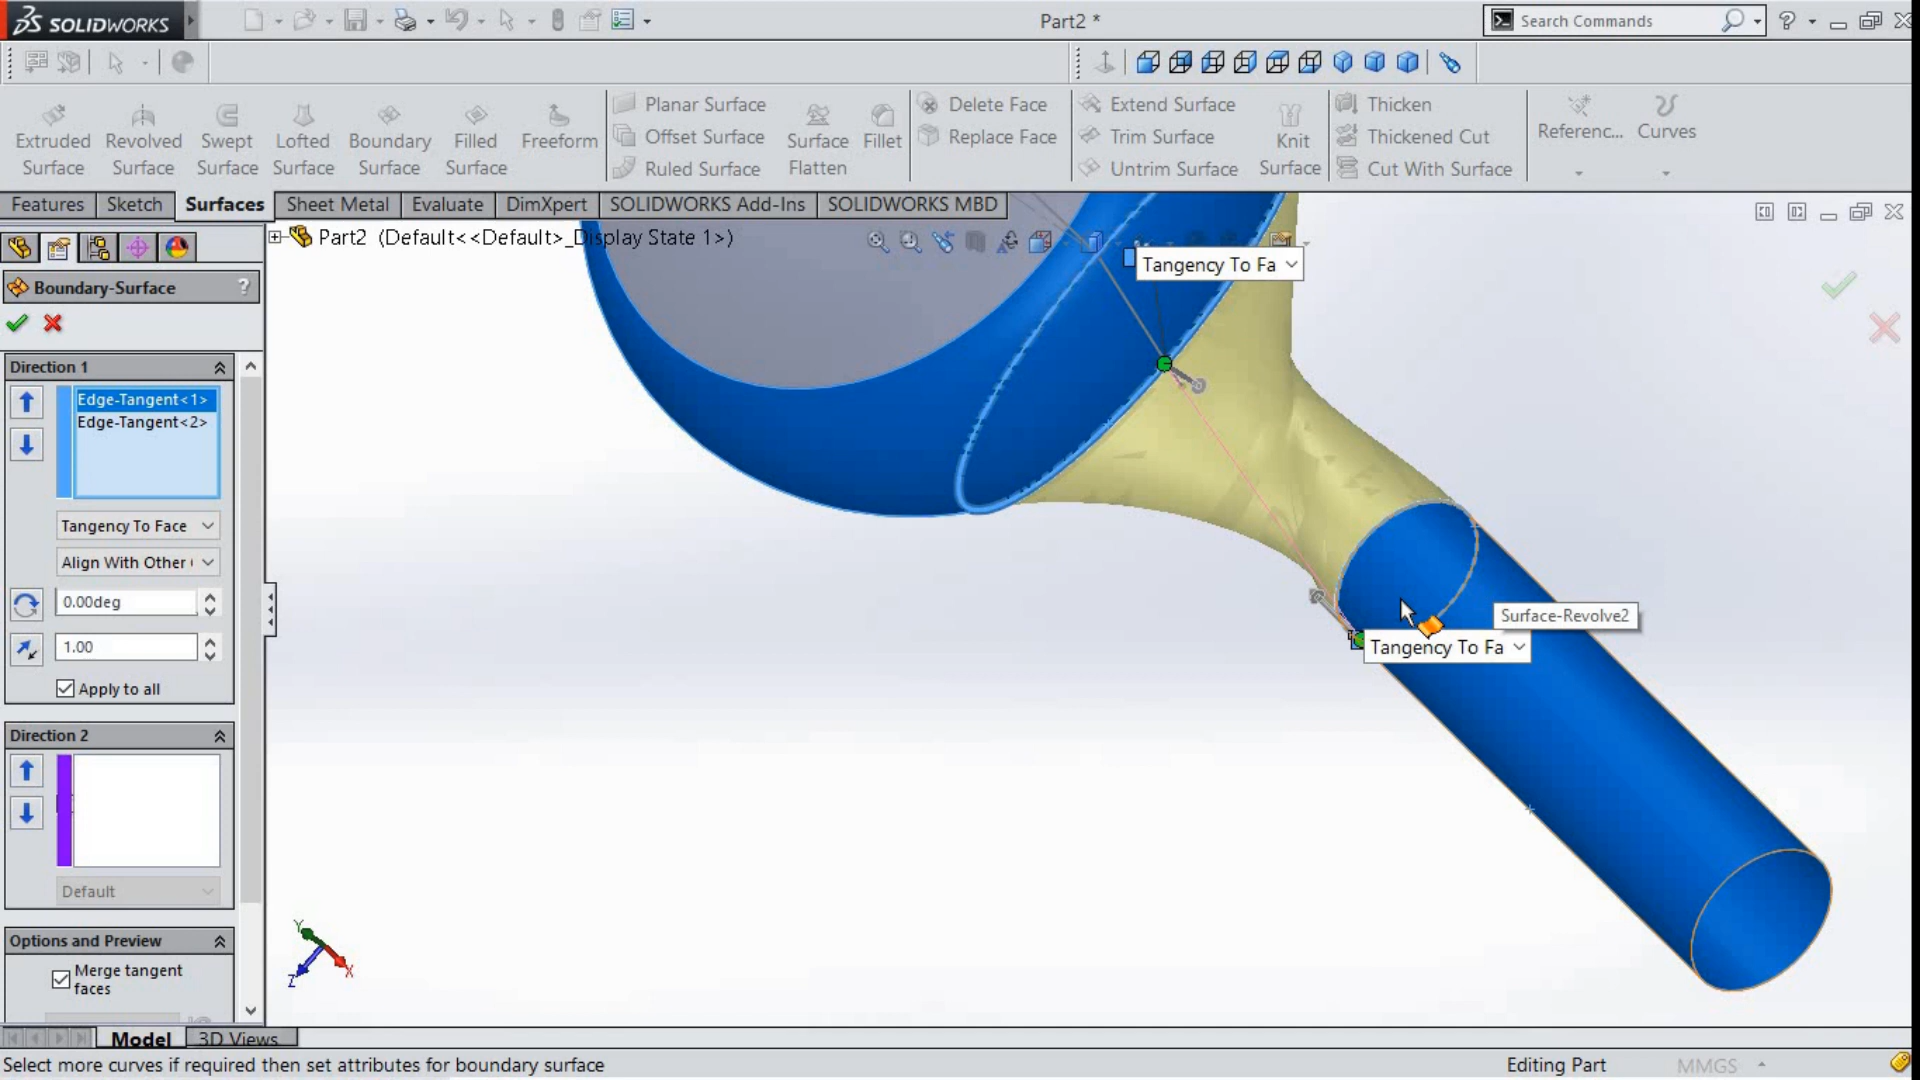 SOLIDWORKS
Part2 *
Search Commands
Extruded Surface
Revolved Surface
Swept Surface
Lofted Surface
Boundary Surface
Filled Surface
Freeform
Planar Surface
Offset Surface
Ruled Surface
Surface Flatten
Fillet
Delete Face
Replace Face
Extend Surface
Trim Surface
Untrim Surface
Knit Surface
Thicken
Thickened Cut
Cut With Surface
Referenc...
Curves
Features
Sketch
Surfaces
Sheet Metal
Evaluate
DimXpert
SOLIDWORKS Add-Ins
SOLIDWORKS MBD
Part2 (Default<<Default>_Display State 1>)
Boundary-Surface
?
Direction 1
Edge-Tangent<1>
Edge-Tangent<2>
Tangency To Face
Align With Other
0.00deg
1.00
Apply to all
Direction 2
Default
Options and Preview
Merge tangent
faces
Tangency To Fa
Surface-Revolve2
Tangency To Fa
Y
X
Z
Model
3D Views
Select more curves if required then set attributes for boundary surface
Editing Part
MMGS